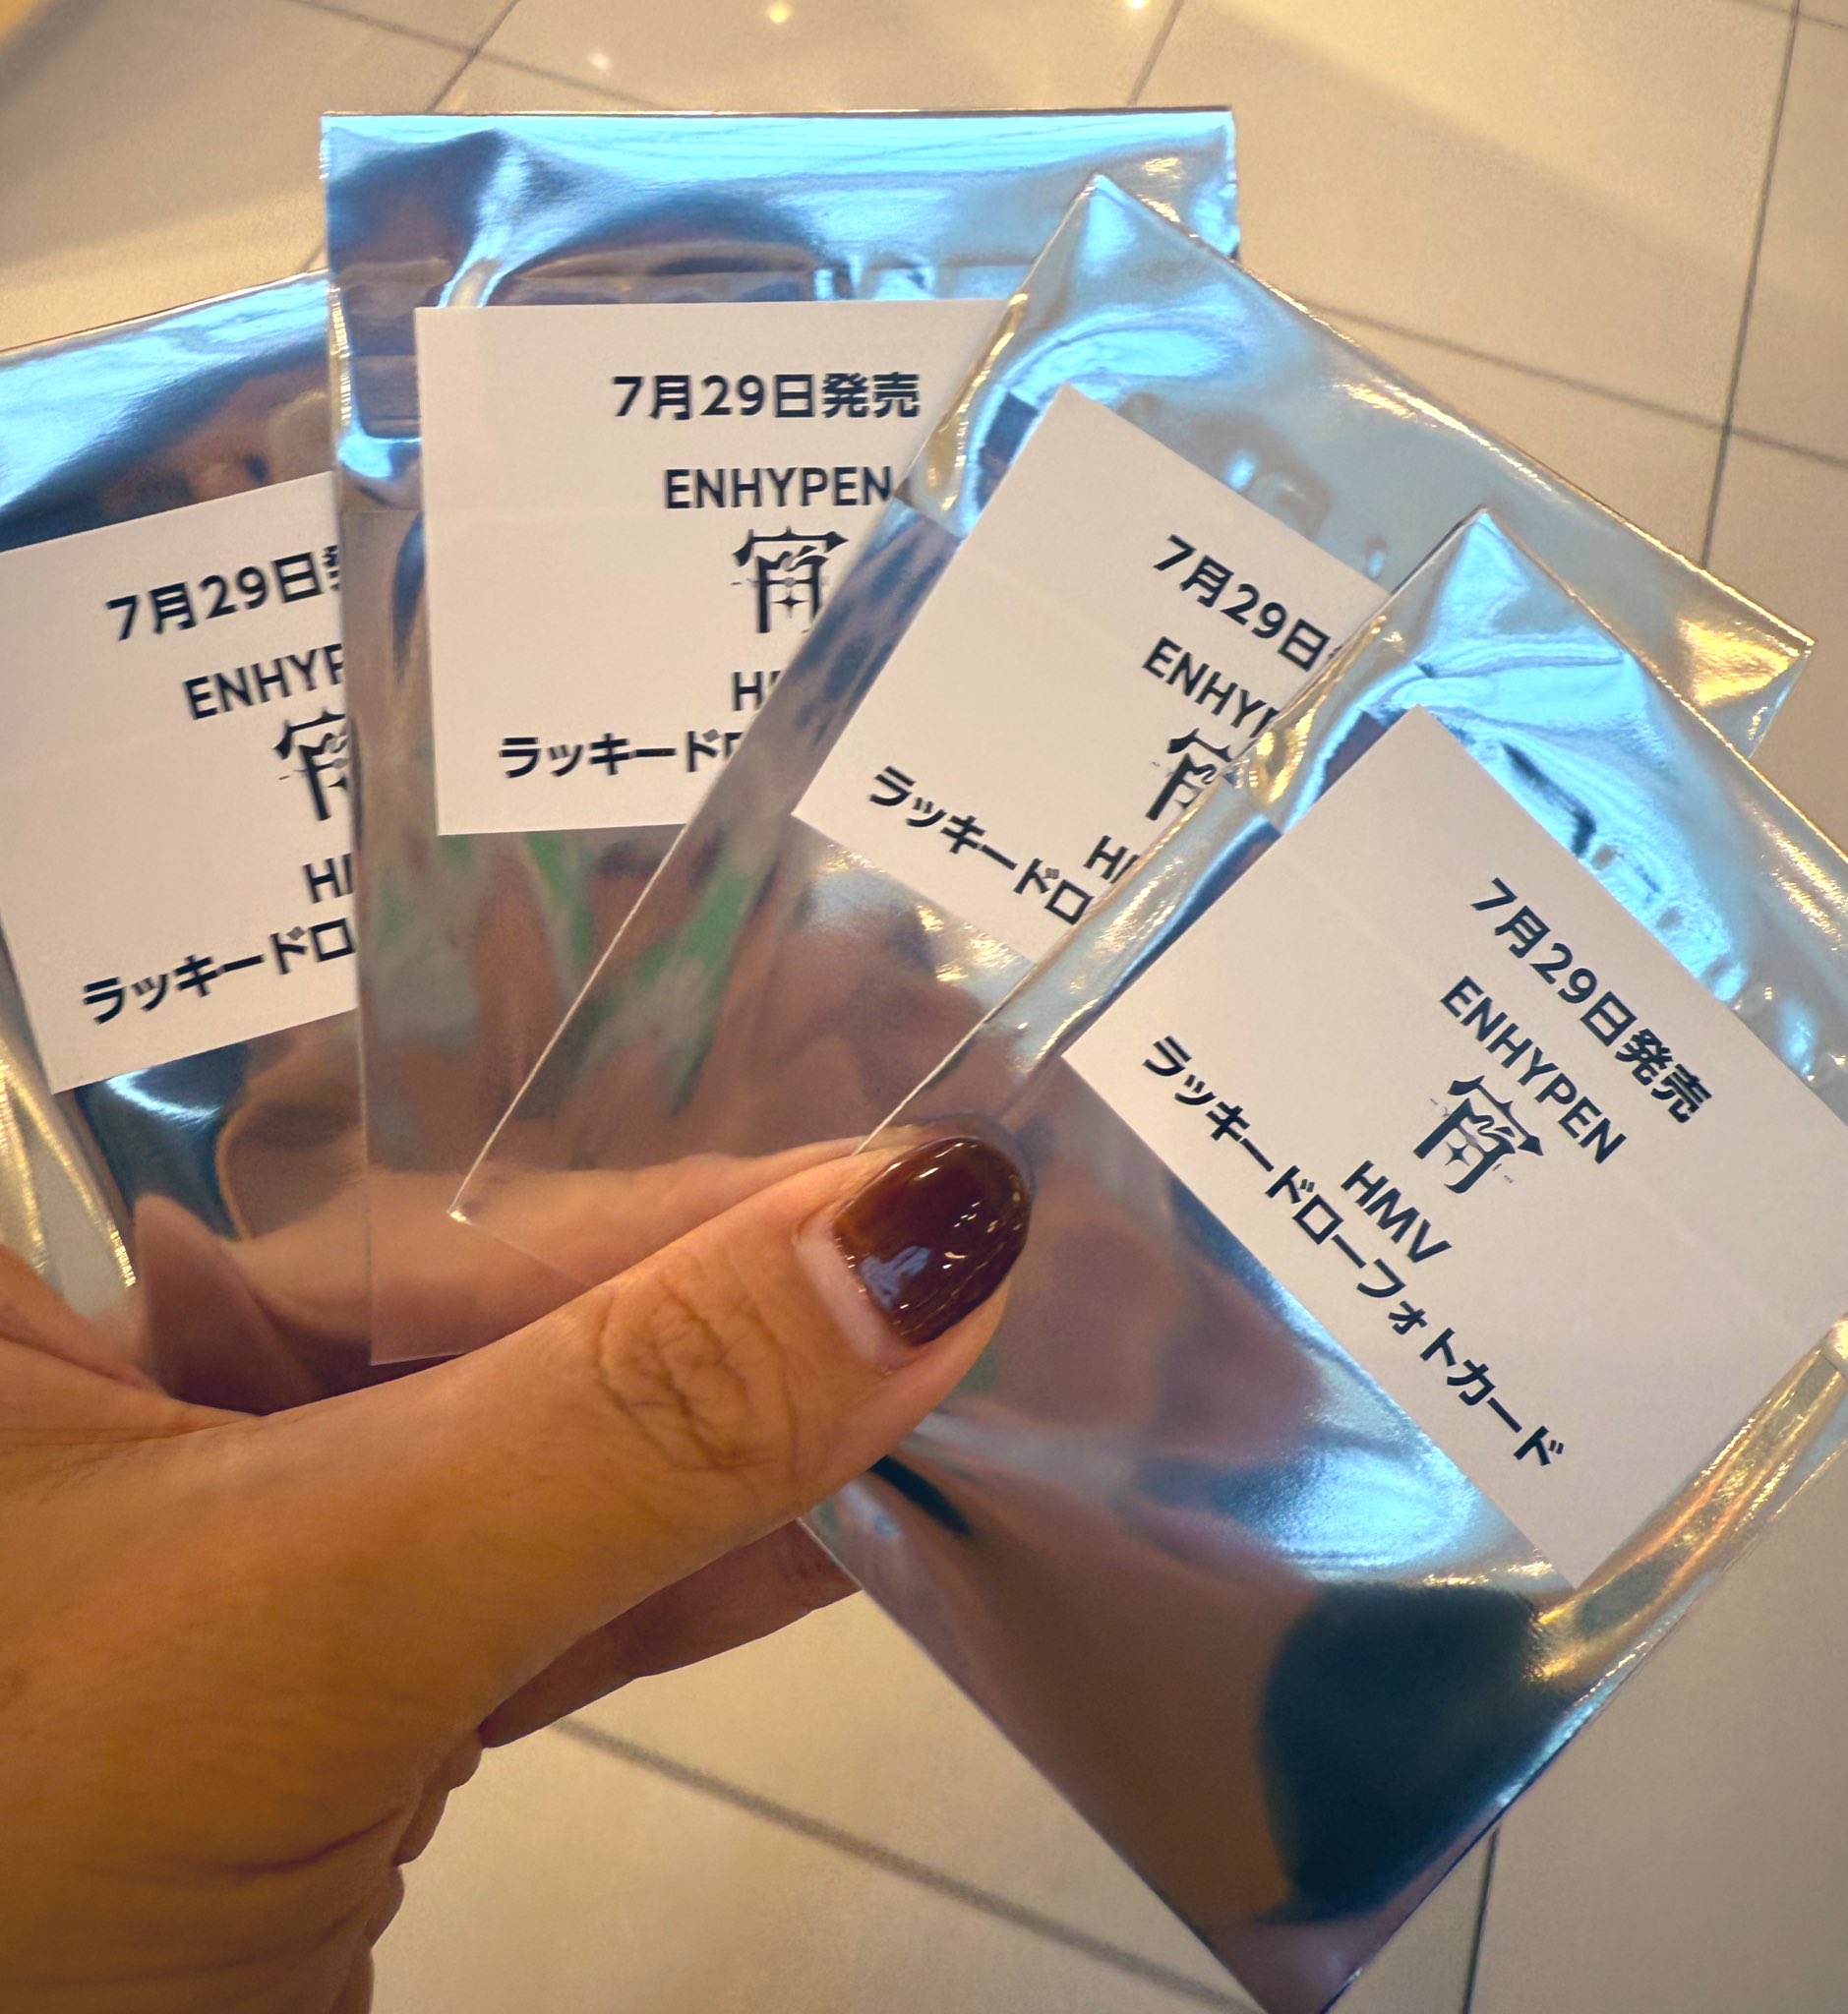 7月29日
ENHYP
宵
ラッキードロ
7月29日発売
ENHYPEN
宵
ラッキードロ
7月29日
ENHY
宵
ラッキードロ
7月29日発売
ENHYPEN
宵
HMV
ラッキードローフォトカード